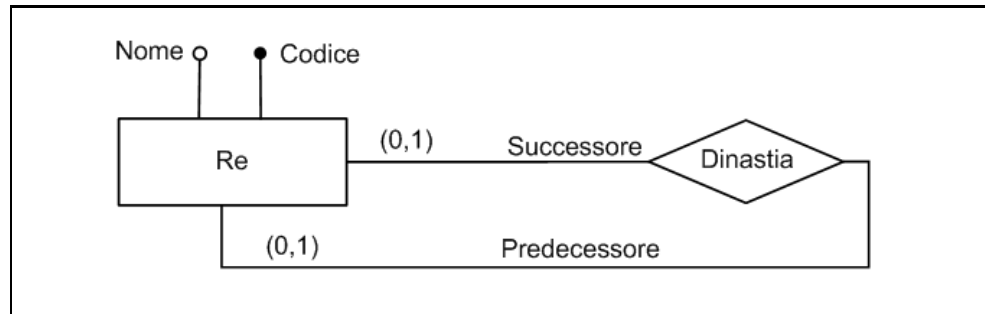 Nome
Codice
Re
(0,1)
Successore
Dinastia
(0,1)
Predecessore